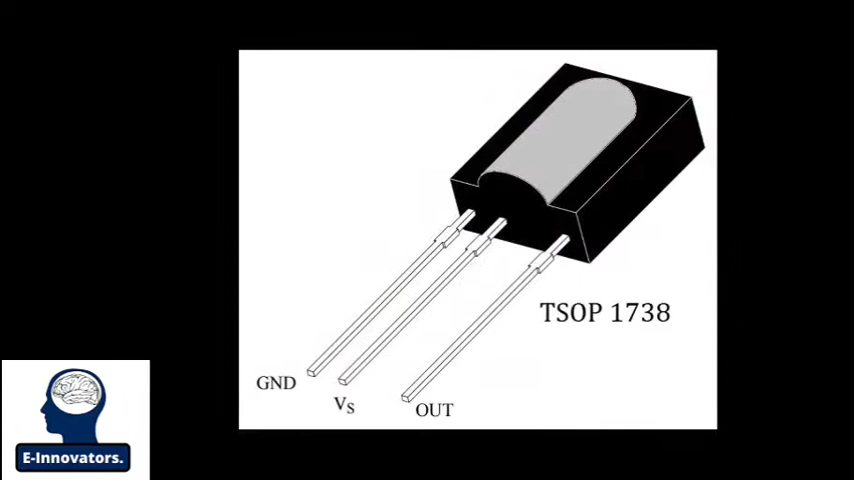 TSOP 1738
GND
VS
OUT
E-Innovators.